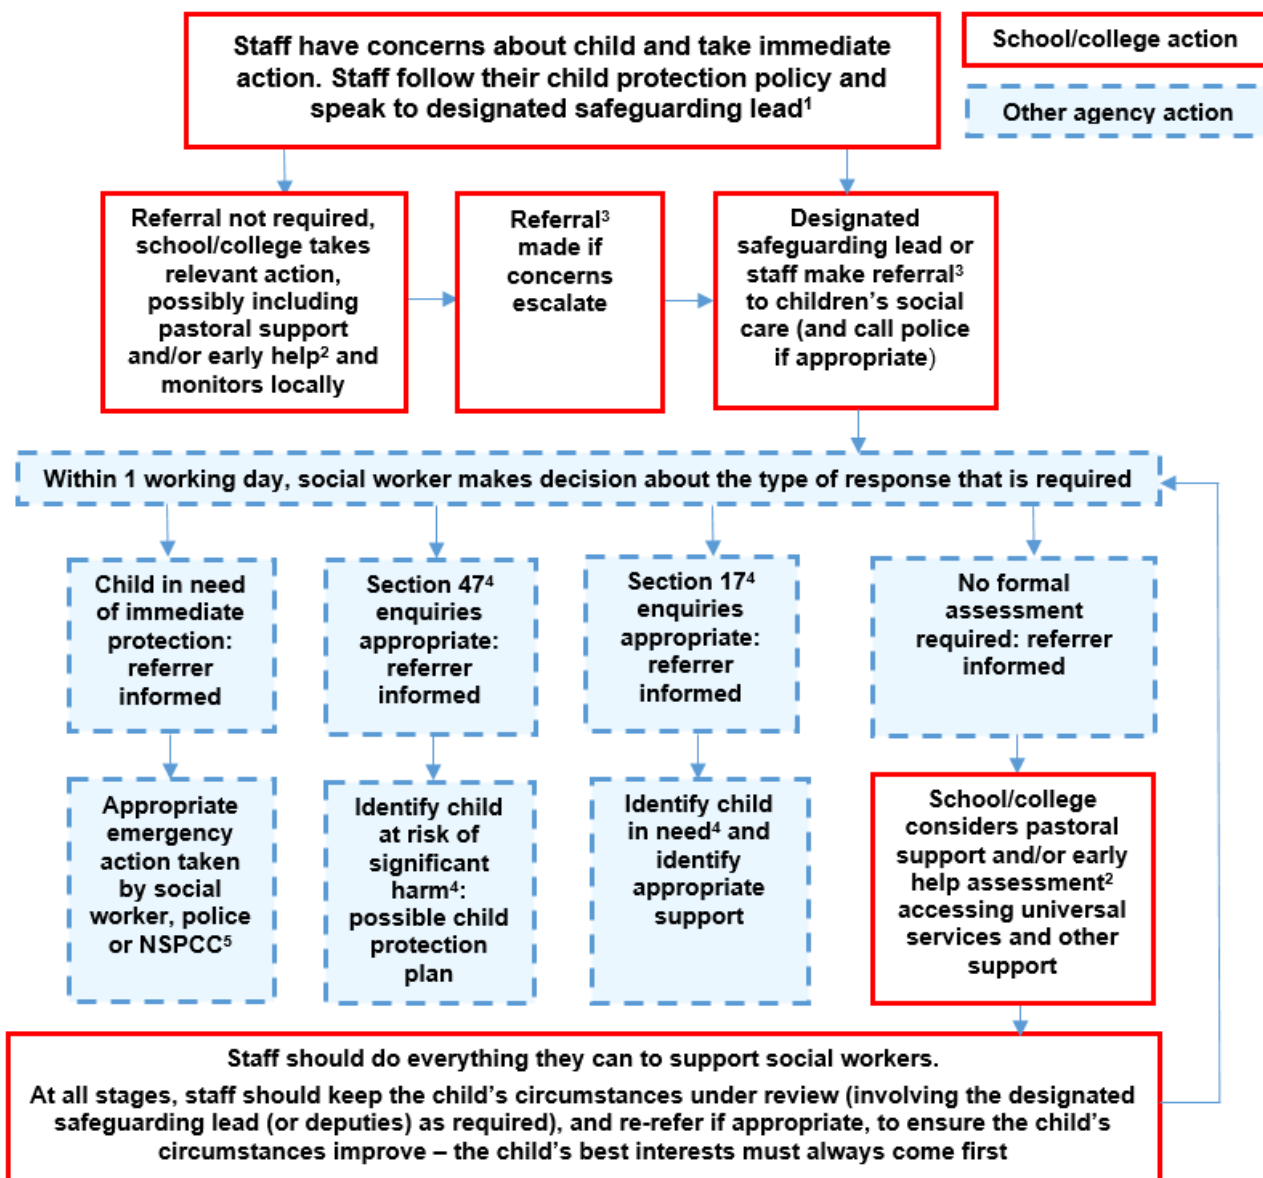 Staff have concerns about child and take immediate
action. Staff follow their child protection policy and
speak to designated safeguarding lead¹
School/college action
Other agency action
Referral not required,
school/college takes
relevant action,
possibly including
pastoral support
and/or early help² and
monitors locally
Referral³
made if
concerns
escalate
Designated
safeguarding lead or
staff make referral³
to children’s social
care (and call police
if appropriate)
Within 1 working day, social worker makes decision about the type of response that is required
Child in need
of immediate
protection:
referrer
informed
Section 47⁴
enquiries
appropriate:
referrer
informed
Section 17⁴
enquiries
appropriate:
referrer
informed
No formal
assessment
required: referrer
informed
Appropriate
emergency
action taken
by social
worker, police
or NSPCC⁵
Identify child
at risk of
significant
harm⁴:
possible child
protection
plan
Identify child
in need⁴ and
identify
appropriate
support
School/college
considers pastoral
support and/or early
help assessment²
accessing universal
services and other
support
Staff should do everything they can to support social workers.
At all stages, staff should keep the child’s circumstances under review (involving the designated
safeguarding lead (or deputies) as required), and re-refer if appropriate, to ensure the child’s
circumstances improve – the child’s best interests must always come first